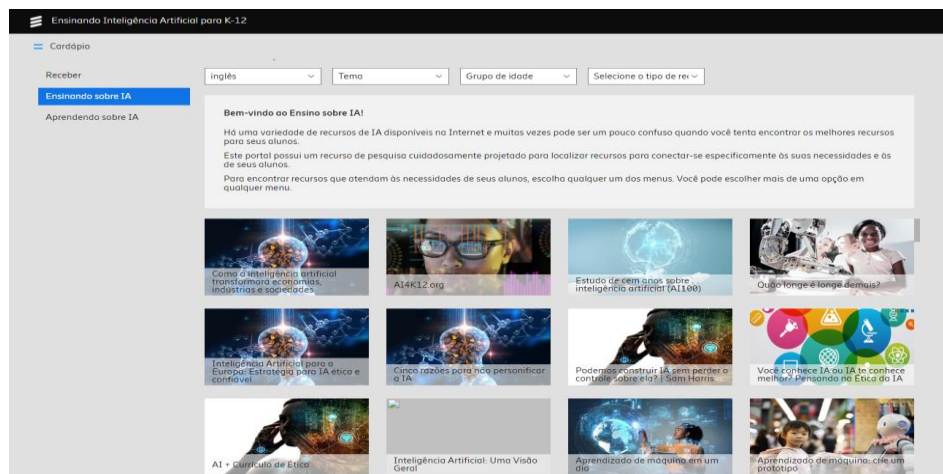 Ensinando Inteligência Artificial para K-12
Cardápio
Receber
Ensinando sobre IA
Aprendendo sobre IA
inglês
Tema
Grupo de idade
Selecione o tipo de rec
Bem-vindo ao Ensino sobre IA!
Há uma variedade de recursos de IA disponíveis na Internet e muitas vezes pode ser um pouco confuso quando você tenta encontrar os melhores recursos
para seus alunos.
Este portal possui um recurso de pesquisa cuidadosamente projetado para localizar recursos para conectar-se especificamente às suas necessidades e às
de seus alunos.
Para encontrar recursos que atendam às necessidades de seus alunos, escolha qualquer um dos menus. Você pode escolher mais de uma opção em
qualquer menu.
Como a inteligência artificial
transformará economias,
indústrias e sociedades
AI4K12.org
Estudo de cem anos sobre
inteligência artificial (AI100)
Quão longe é longe demais?
Inteligência Artificial para a
Europa: Estratégia para IA ética e
confiável
Cinco razões para não personificar
a IA
Podemos construir IA sem perder o
controle sobre ela? | Sam Harris
Você conhece IA ou IA te conhece
melhor? Pensando na Ética da IA
AI + Currículo de Ética
Inteligência Artificial: Uma Visão
Geral
Aprendizado de máquina em um
dia
Aprendizado de máquina: crie um
protótipo